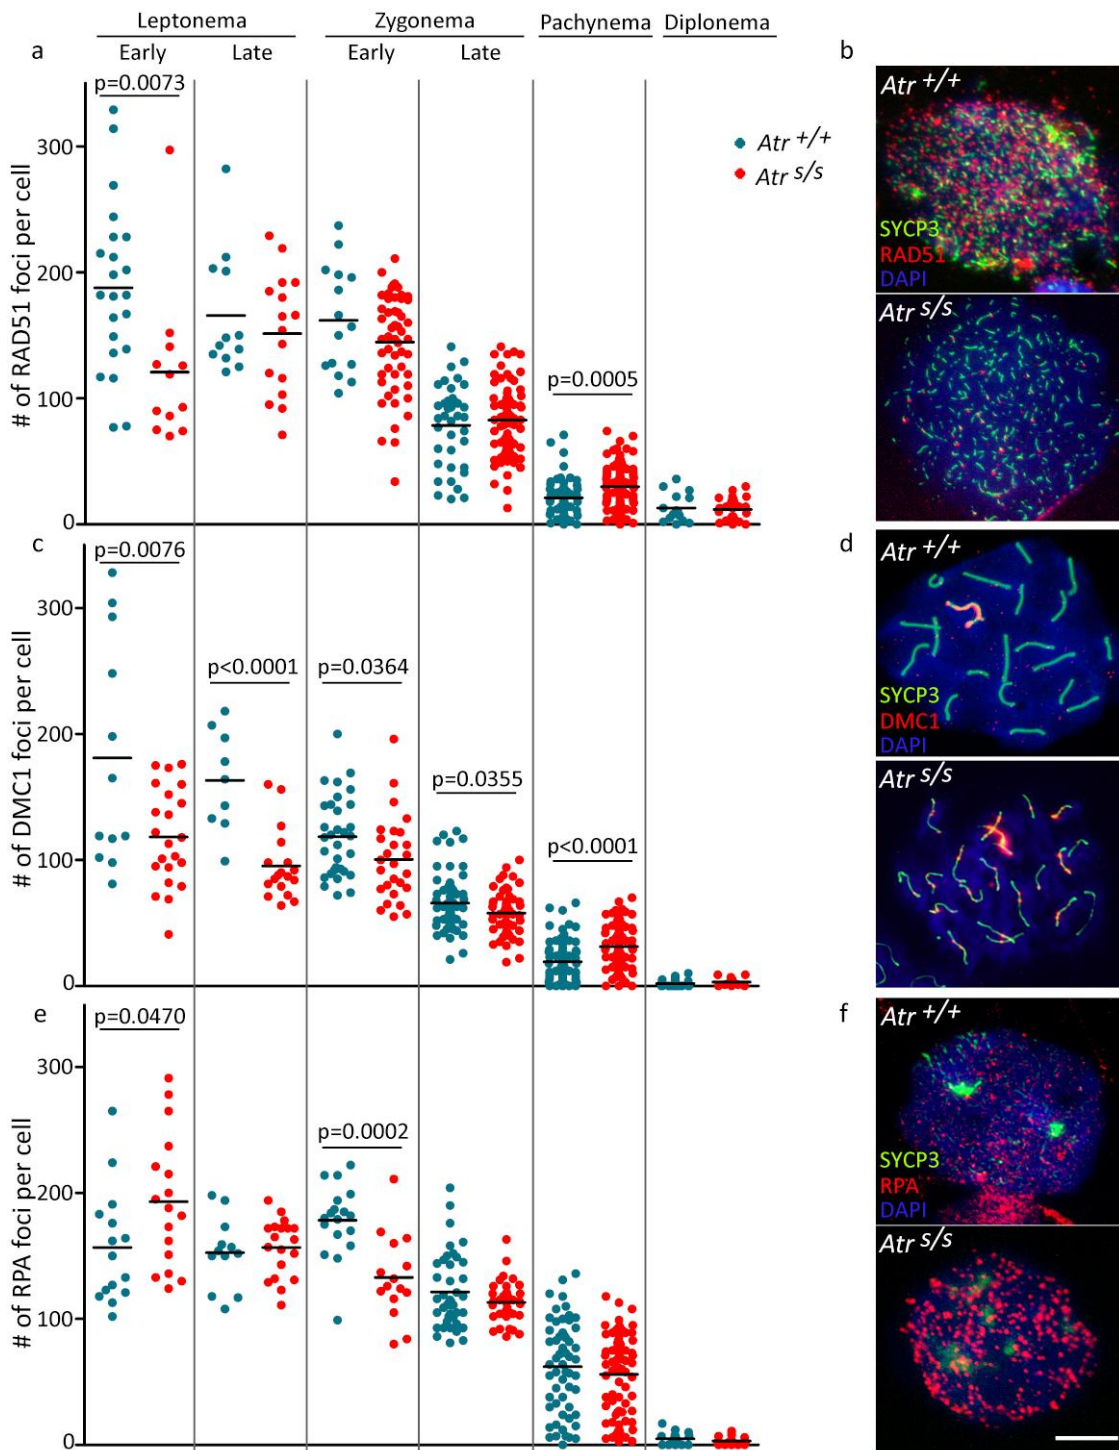 Leptonema Zygonema Pachynema Diplonema
Early Late Early Late
a
p=0.0073
p=0.0005
300
200
100
0
# of RAD51 foci per cell
Atr +/+
Atr s/s
b
Atr +/+
SYCP3
RAD51
DAPI
Atr s/s
c
p=0.0076
p<0.0001
p=0.0364
p=0.0355
p<0.0001
300
200
100
0
# of DMC1 foci per cell
d
Atr +/+
SYCP3
DMC1
DAPI
Atr s/s
e
p=0.0470
p=0.0002
300
200
100
0
# of RPA foci per cell
f
Atr +/+
SYCP3
RPA
DAPI
Atr s/s